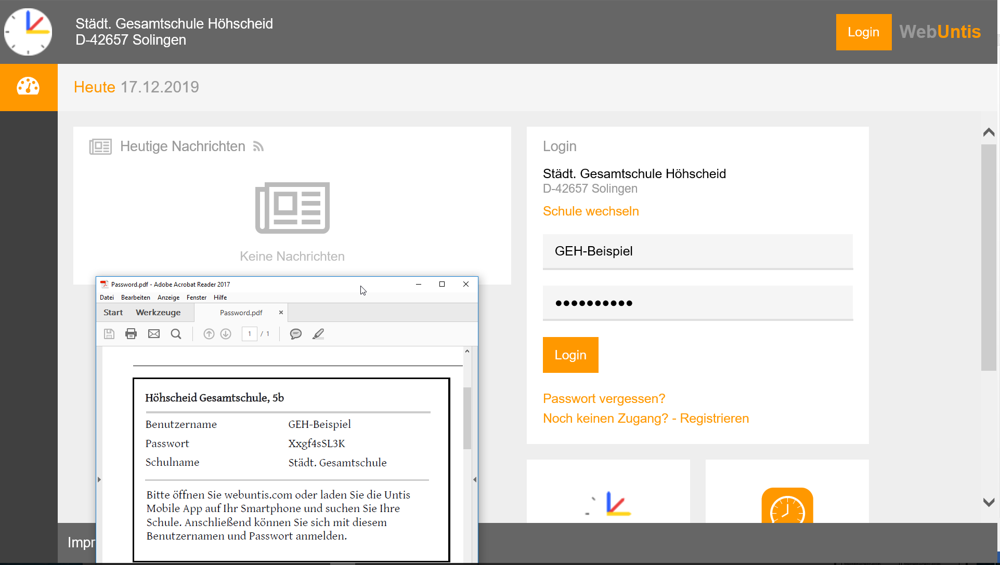 Städt. Gesamtschule Höhscheid
D-42657 Solingen
Login
WebUntis
Heute 17.12.2019
Heutige Nachrichten
Keine Nachrichten
Login
Städt. Gesamtschule Höhscheid
D-42657 Solingen
Schule wechseln
GEH-Beispiel
••••••••••
Login
Passwort vergessen?
Noch keinen Zugang? - Registrieren
Password.pdf - Adobe Acrobat Reader 2017
Datei Bearbeiten Anzeige Fenster Hilfe
Start Werkzeuge Password.pdf
1 / 1
Höhscheid Gesamtschule, 5b
Benutzername GEH-Beispiel
Passwort Xxgf4sSL3K
Schulname Städt. Gesamtschule
Bitte öffnen Sie webuntis.com oder laden Sie die Untis
Mobile App auf Ihr Smartphone und suchen Sie Ihre
Schule. Anschließend können Sie sich mit diesem
Benutzernamen und Passwort anmelden.
Impr